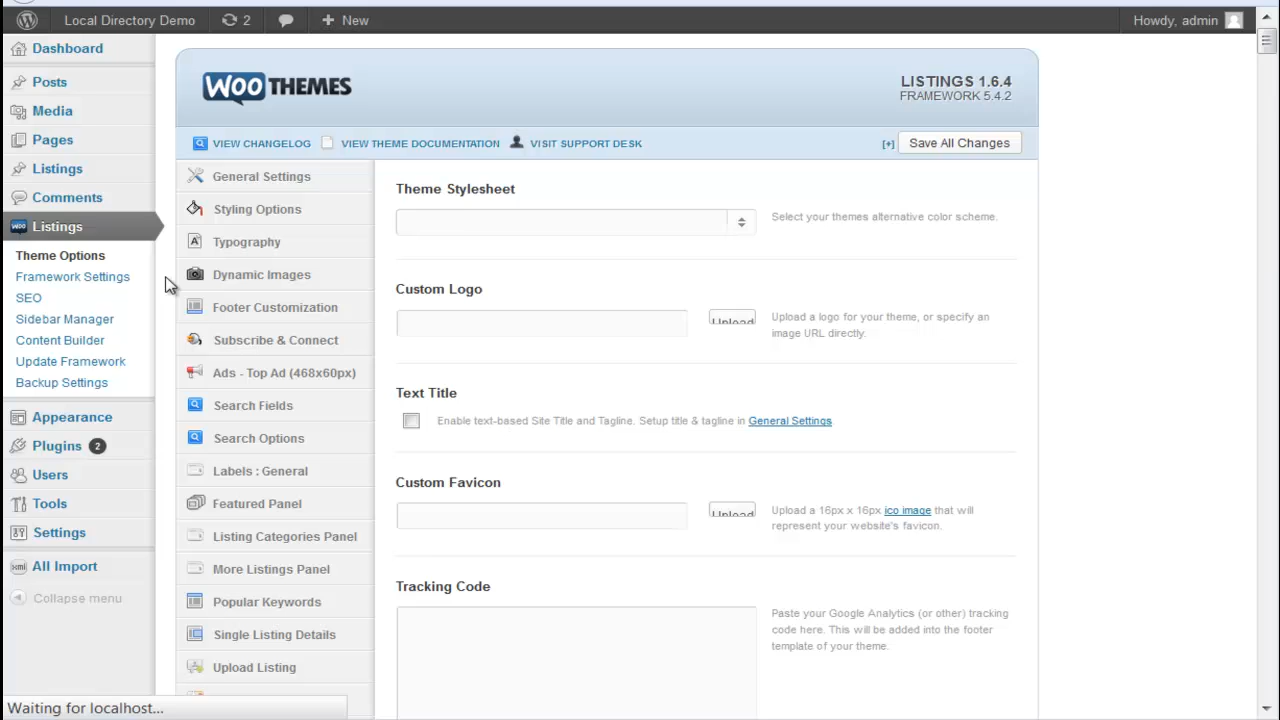 Local Directory Demo
2
New
Howdy, admin
Dashboard
Posts
Media
Pages
Listings
Comments
WOO Listings
Theme Options
Framework Settings
SEO
Sidebar Manager
Content Builder
Update Framework
Backup Settings
Appearance
Plugins 2
Users
Tools
Settings
xml All Import
Collapse menu
Waiting for localhost...
WOO THEMES
LISTINGS 1.6.4
FRAMEWORK 5.4.2
VIEW CHANGELOG
VIEW THEME DOCUMENTATION
VISIT SUPPORT DESK
[+]
Save All Changes
General Settings
Styling Options
Typography
Dynamic Images
Footer Customization
Subscribe & Connect
Ads - Top Ad (468x60px)
Search Fields
Search Options
Labels : General
Featured Panel
Listing Categories Panel
More Listings Panel
Popular Keywords
Single Listing Details
Upload Listing
Theme Stylesheet
Select your themes alternative color scheme.
Custom Logo
Upload
Upload a logo for your theme, or specify an
image URL directly.
Text Title
Enable text-based Site Title and Tagline. Setup title & tagline in General Settings
Custom Favicon
Upload
Upload a 16px x 16px ico image that will
represent your website's favicon.
Tracking Code
Paste your Google Analytics (or other) tracking
code here. This will be added into the footer
template of your theme.